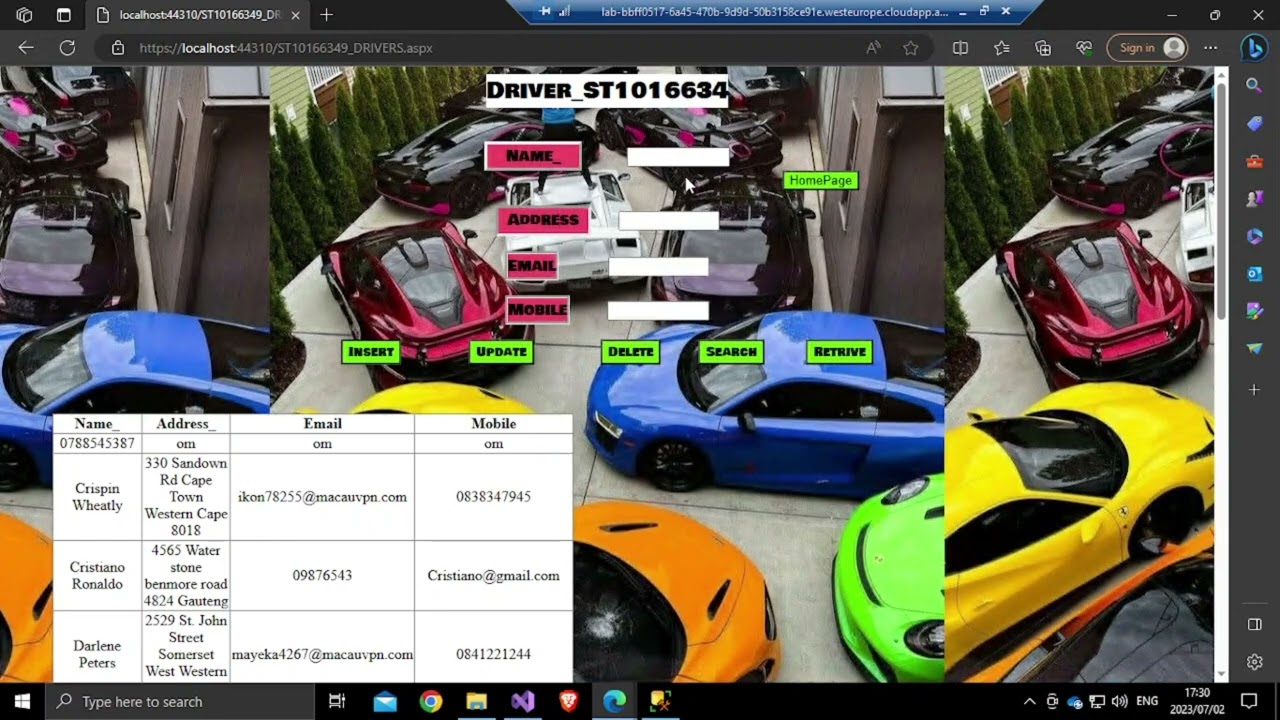 localhost:44310/ST10166349_DR
lab-bbff0517-6a45-470b-9d9d-50b3158ce91e.westeurope.cloudapp.a...
https://localhost:44310/ST10166349_DRIVERS.aspx
Sign in
Driver_ST1016634
Name_
HomePage
Address
Email
Mobile
Insert
Update
Delete
Search
Retrive
Name_ Address_ Email Mobile
0788545387 om om om
Crispin Wheatly
330 Sandown
Rd Cape
Town
Western Cape
8018
ikon78255@macauvpn.com
0838347945
Cristiano
Ronaldo
4565 Water
stone
benmore road
4824 Gauteng
09876543
Cristiano@gmail.com
Darlene
Peters
2529 St. John
Street
Somerset
West Western
mayeka4267@macauvpn.com
0841221244
Type here to search
ENG
17:30
2023/07/02